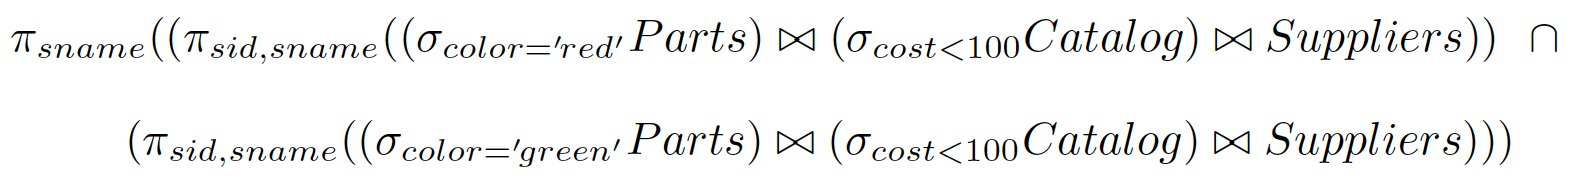 π_{sname}((π_{sid,sname}((σ_{color='red'}Parts) ⋈ (σ_{cost<100}Catalog) ⋈ Suppliers)) ∩
(π_{sid,sname}((σ_{color='green'}Parts) ⋈ (σ_{cost<100}Catalog) ⋈ Suppliers)))